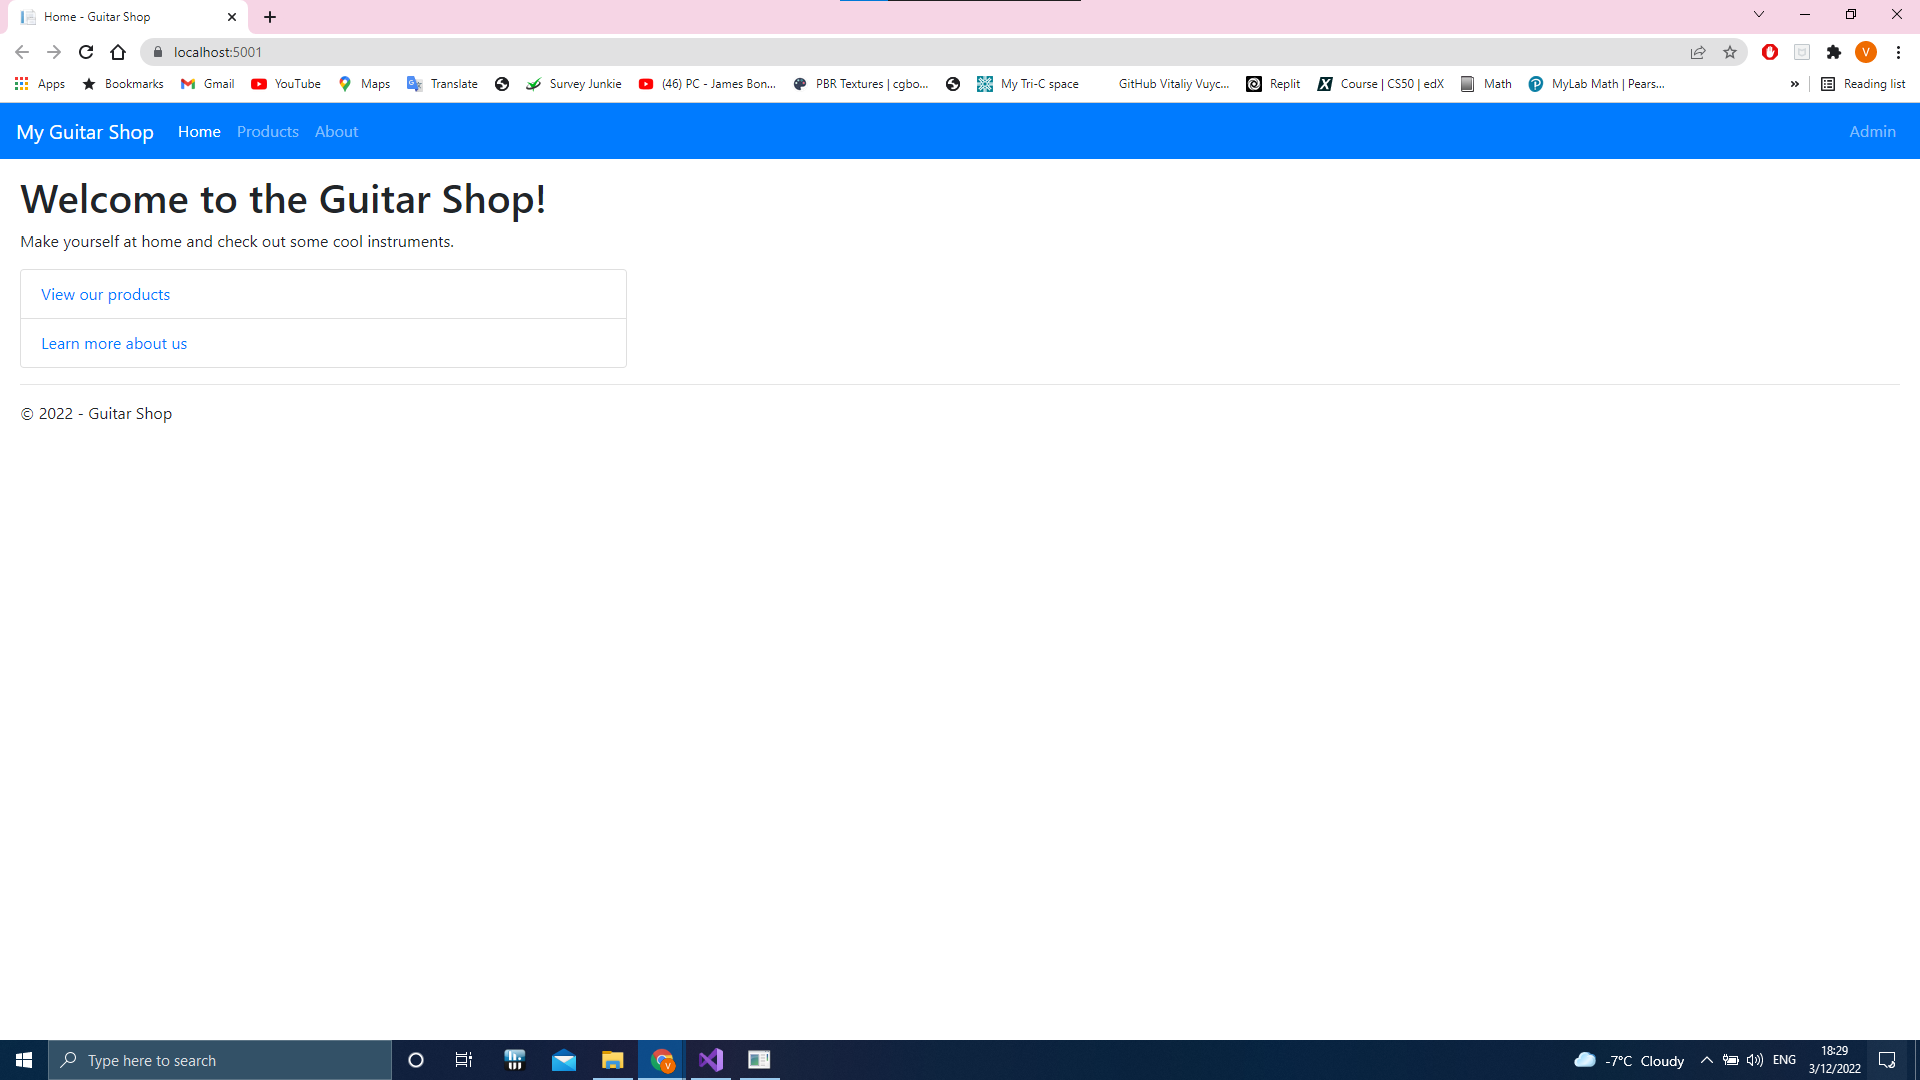 Home - Guitar Shop
localhost:5001
Apps Bookmarks Gmail YouTube Maps Translate Survey Junkie (46) PC - James Bon... PBR Textures | cgbo... My Tri-C space GitHub Vitaliy Vuyc... Replit Course | CS50 | edX Math MyLab Math | Pears... » Reading list
My Guitar Shop Home Products About Admin
Welcome to the Guitar Shop!
Make yourself at home and check out some cool instruments.
View our products
Learn more about us
© 2022 - Guitar Shop
Type here to search
-7°C Cloudy
ENG
18:29
3/12/2022